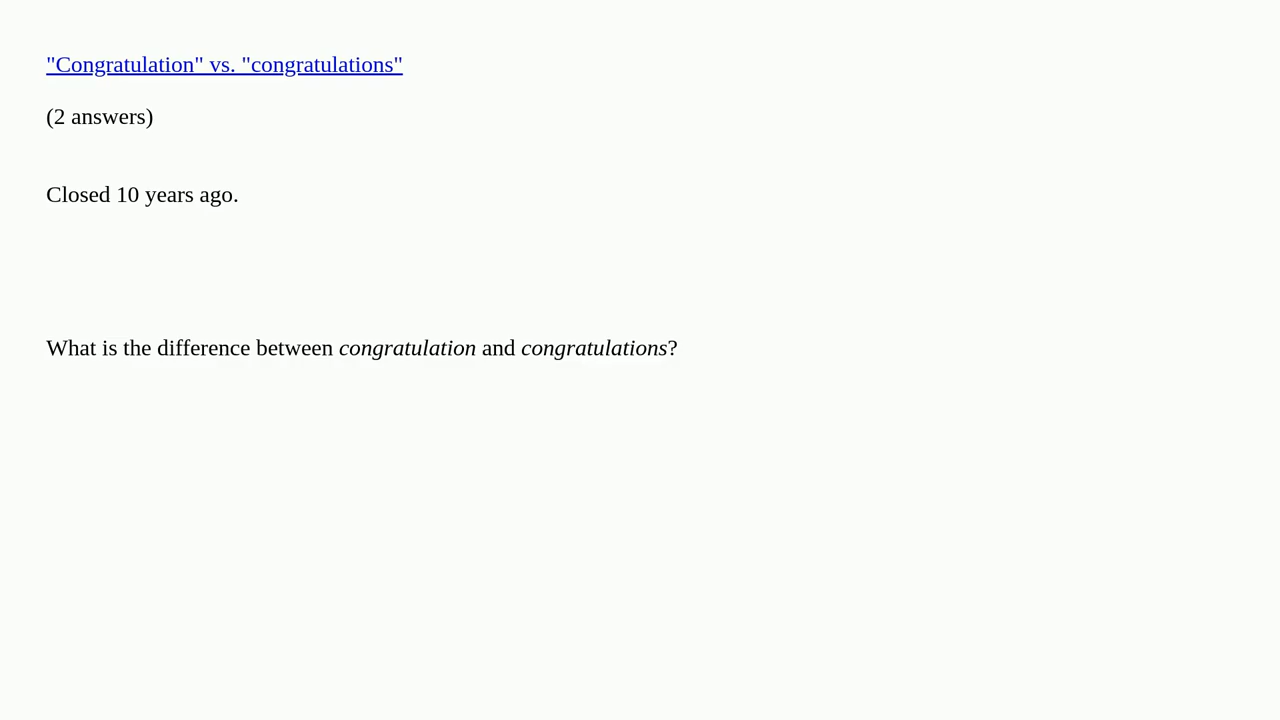 "Congratulation" vs. "congratulations"
(2 answers)
Closed 10 years ago.
What is the difference between congratulation and congratulations?